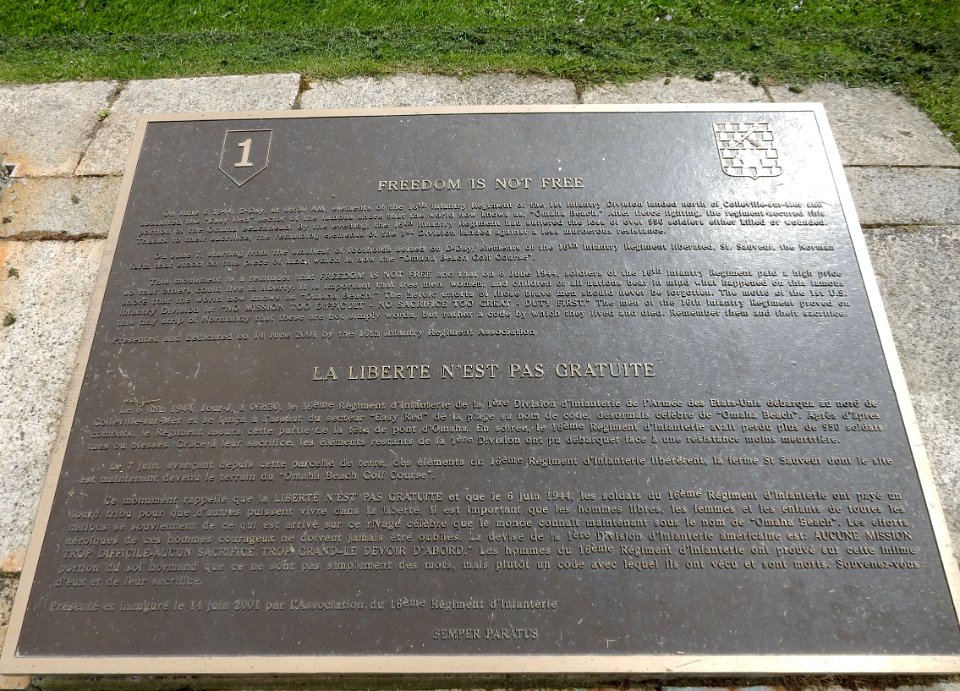 1
FREEDOM IS NOT FREE
On June 6 1944, D-Day, at 06:30 AM, elements of the 16th Infantry Regiment of the 1st Infantry Division landed north of Colleville-sur-Mer and
assaulted the "Easy Red" sector of the famous shore that the world now knows as, "Omaha Beach." After fierce fighting, the regiment secured this
portion of the Omaha beachhead. By the evening, the 16th Infantry Regiment had suffered the loss of over 950 soldiers either killed or wounded.
Thanks to their sacrifice, the remaining elements of the 1st Division landed against a less murderous resistance.
On June 7, starting from the smallest foothold seized on D-Day, elements of the 16th Infantry Regiment liberated, St. Sauveur, the Norman
farm that stood on this piece of land, which is now the "Omaha Beach Golf Course".
This monument is a reminder that FREEDOM IS NOT FREE and that on 6 June 1944, soldiers of the 16th Infantry Regiment paid a high price
so that others could live in liberty. It is important that free men, women, and children of all nations bear in mind what happened on this famous
shore that the world now knows as "Omaha Beach." The heroic efforts of those brave men should never be forgotten. The motto of the 1st U.S.
Infantry Division is: "NO MISSION TOO DIFFICULT - NO SACRIFICE TOO GREAT - DUTY FIRST" The men of the 16th Infantry Regiment proved on
this tiny strip of Normandy that these are not simply words, but rather a code by which they lived and died. Remember them and their sacrifice.
Presented and dedicated on 14 June 2001 by the 16th Infantry Regiment Association
LA LIBERTE N'EST PAS GRATUITE
Le 6 juin 1944, Jour-J, à 06h30, le 16ème Régiment d'Infanterie de la 1ère Division d'Infanterie de l'Armée des Etats-Unis débarqua au nord de
Colleville-sur-Mer et se lança à l'assaut du secteur "Easy Red" de la plage au nom de code, désormais célèbre de "Omaha Beach". Après d'âpres
combats, le Régiment assura cette partie de la tête de pont d'Omaha. En soirée, le 16ème Régiment d'Infanterie avait perdu plus de 950 soldats
tués ou blessés. Grâce à leur sacrifice, les éléments restants de la 1ère Division ont pu débarquer face à une résistance moins meurtrière.
Le 7 juin, avançant depuis cette parcelle de terre, des éléments du 16ème Régiment d'Infanterie libérèrent, la ferme St Sauveur dont le site
est maintenant devenu le terrain du "Omaha Beach Golf Course".
Ce monument rappelle que la LIBERTÉ N'EST PAS GRATUITE et que le 6 juin 1944, les soldats du 16ème Régiment d'Infanterie ont payé un
lourd tribu pour que d'autres puissent vivre dans la liberté. Il est important que les hommes libres, les femmes et les enfants de toutes les
nations se souviennent de ce qui est arrivé sur ce rivage célèbre que le monde connaît maintenant sous le nom de "Omaha Beach". Les efforts
héroïques de ces hommes courageux ne doivent jamais être oubliés. La devise de la 1ère Division d'Infanterie américaine est: AUCUNE MISSION
TROP DIFFICILE-AUCUN SACRIFICE TROP GRAND-LE DEVOIR D'ABORD." Les hommes du 16ème Régiment d'Infanterie ont prouvé sur cette infime
portion du sol normand que ce ne sont pas simplement des mots, mais plutôt un code avec lequel ils ont vécu et sont morts. Souvenez-vous
d'eux et de leur sacrifice.
Présenté et inauguré le 14 juin 2001 par l'Association du 16ème Régiment d'Infanterie
SEMPER PARATUS